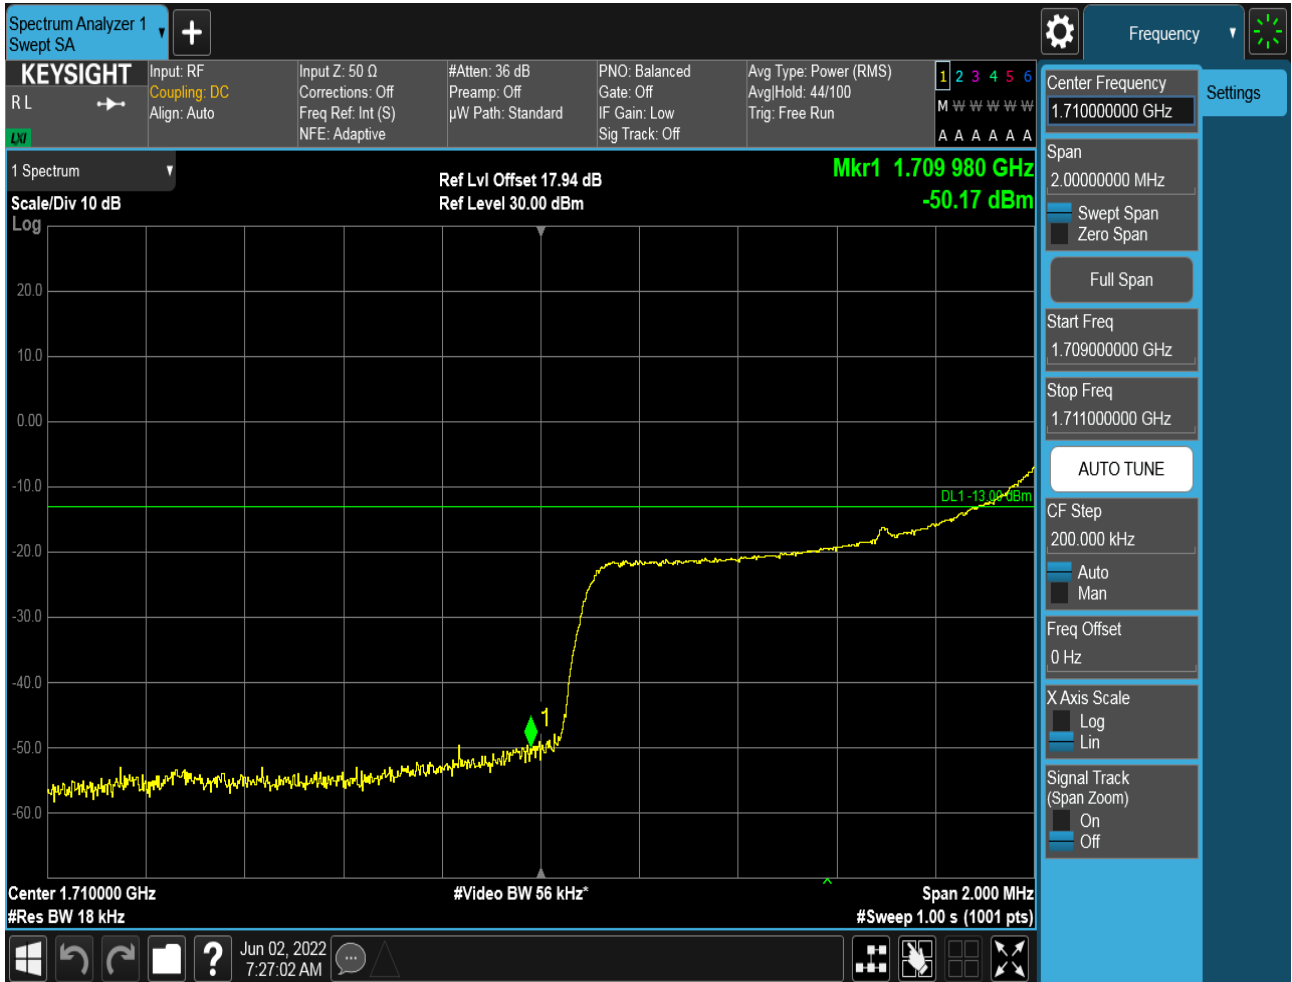 Spectrum Analyzer 1
Swept SA
Frequency
KEYSIGHT
R L
LXI
Input: RF
Coupling: DC
Align: Auto
Input Z: 50 Ω
Corrections: Off
Freq Ref: Int (S)
NFE: Adaptive
#Atten: 36 dB
Preamp: Off
µW Path: Standard
PNO: Balanced
Gate: Off
IF Gain: Low
Sig Track: Off
Avg Type: Power (RMS)
Avg|Hold: 44/100
Trig: Free Run
1 2 3 4 5 6
M W W W W W
A A A A A A
1 Spectrum
Scale/Div 10 dB
Log
Ref Lvl Offset 17.94 dB
Ref Level 30.00 dBm
Mkr1 1.709 980 GHz
-50.17 dBm
20.0
10.0
0.00
-10.0
DL1 -13.00 dBm
-20.0
-30.0
-40.0
1
-50.0
-60.0
Center 1.710000 GHz
#Video BW 56 kHz*
Span 2.000 MHz
#Res BW 18 kHz
#Sweep 1.00 s (1001 pts)
Center Frequency
1.710000000 GHz
Settings
Span
2.00000000 MHz
Swept Span
Zero Span
Full Span
Start Freq
1.709000000 GHz
Stop Freq
1.711000000 GHz
AUTO TUNE
CF Step
200.000 kHz
Auto
Man
Freq Offset
0 Hz
X Axis Scale
Log
Lin
Signal Track
(Span Zoom)
On
Off
?
Jun 02, 2022
7:27:02 AM